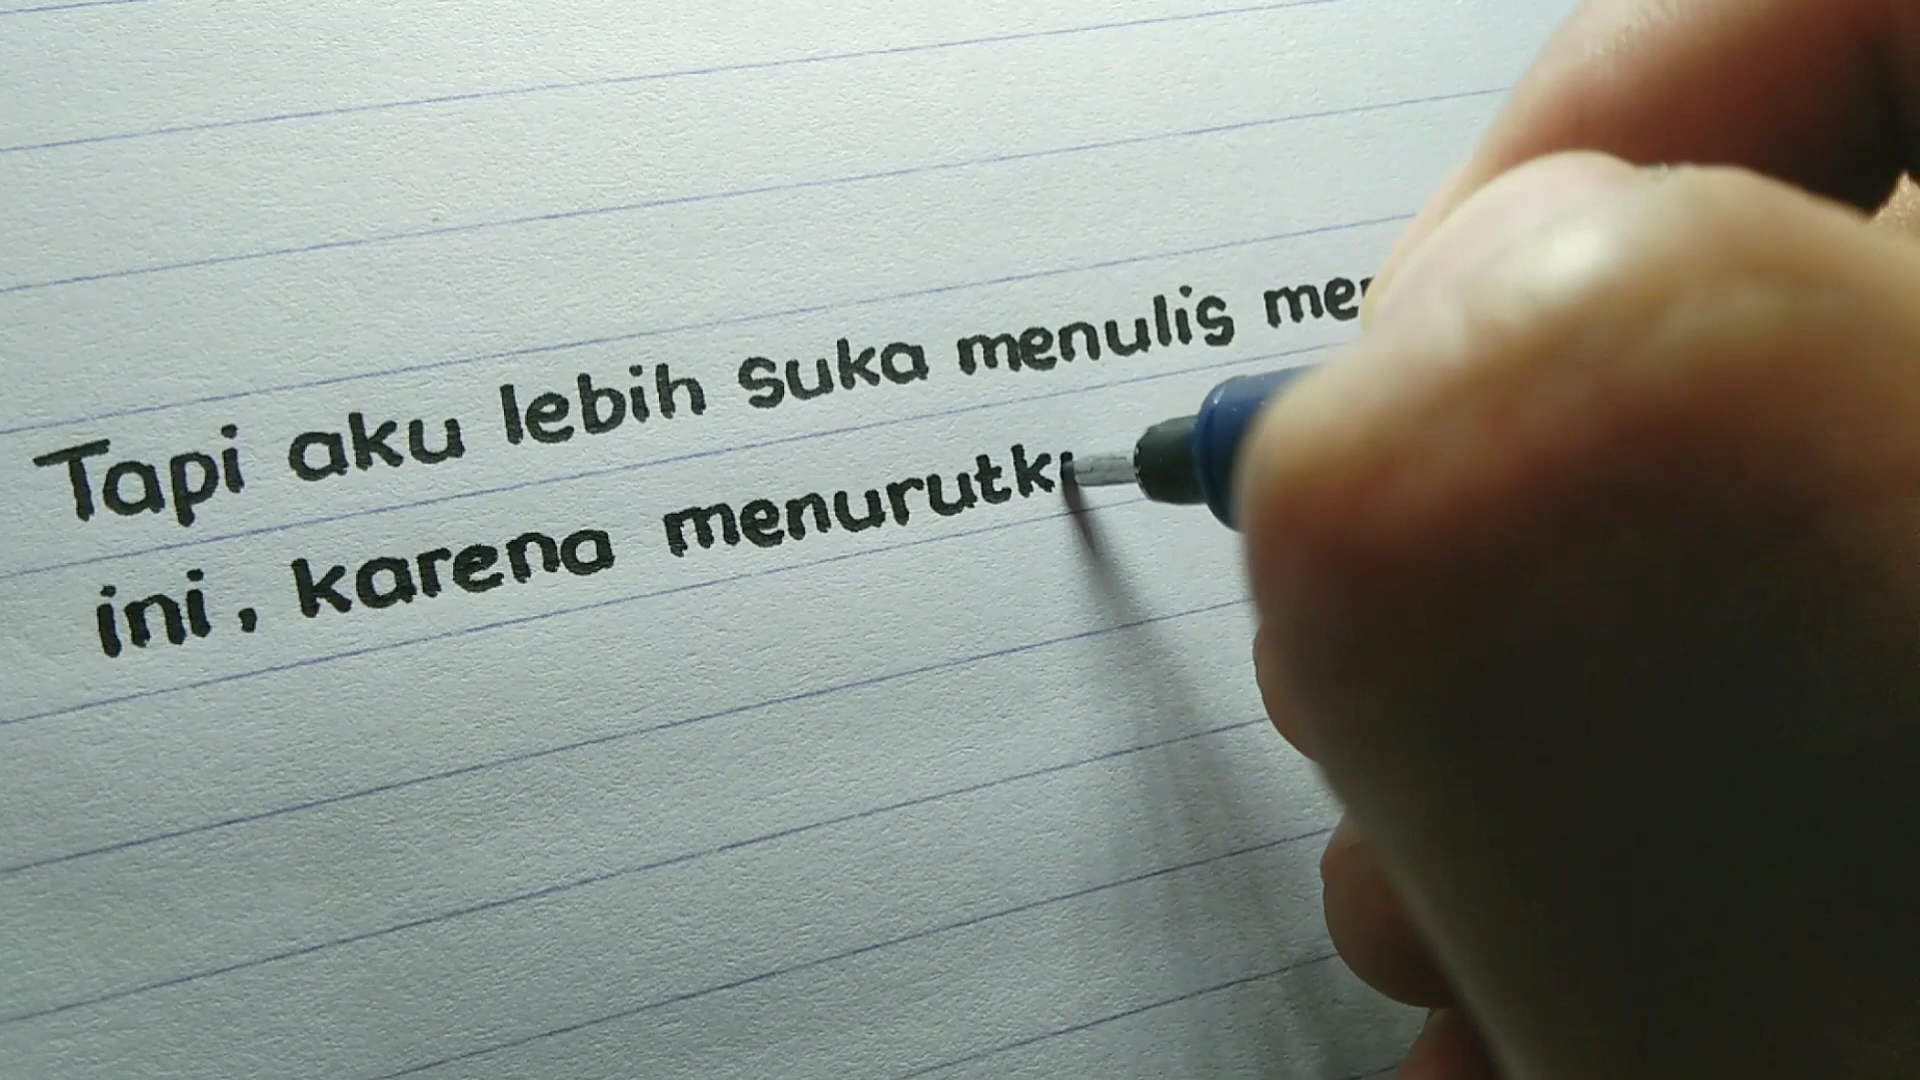 Tapi aku lebih suka menulis
ini, karena